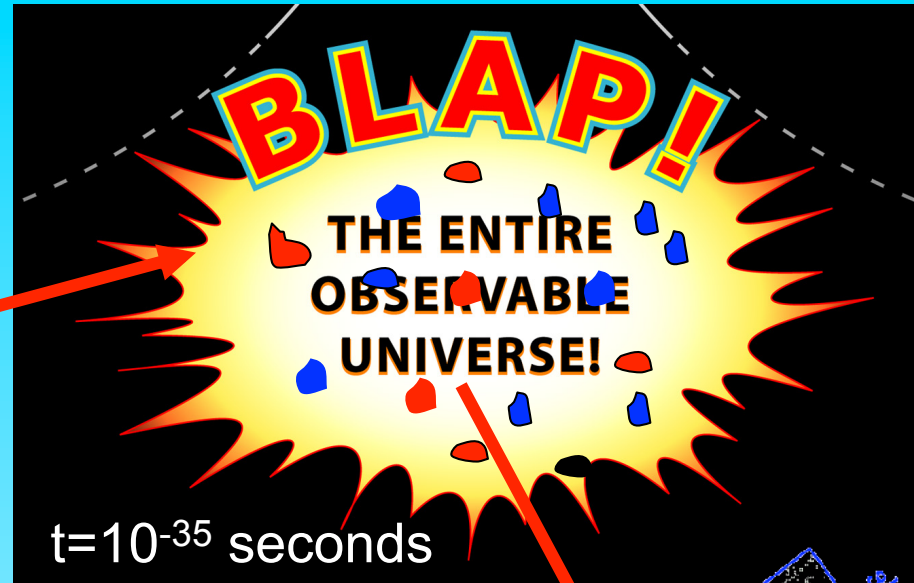 BLAP!
THE ENTIRE
OBSERVABLE
UNIVERSE!
t=10⁻³⁵ seconds